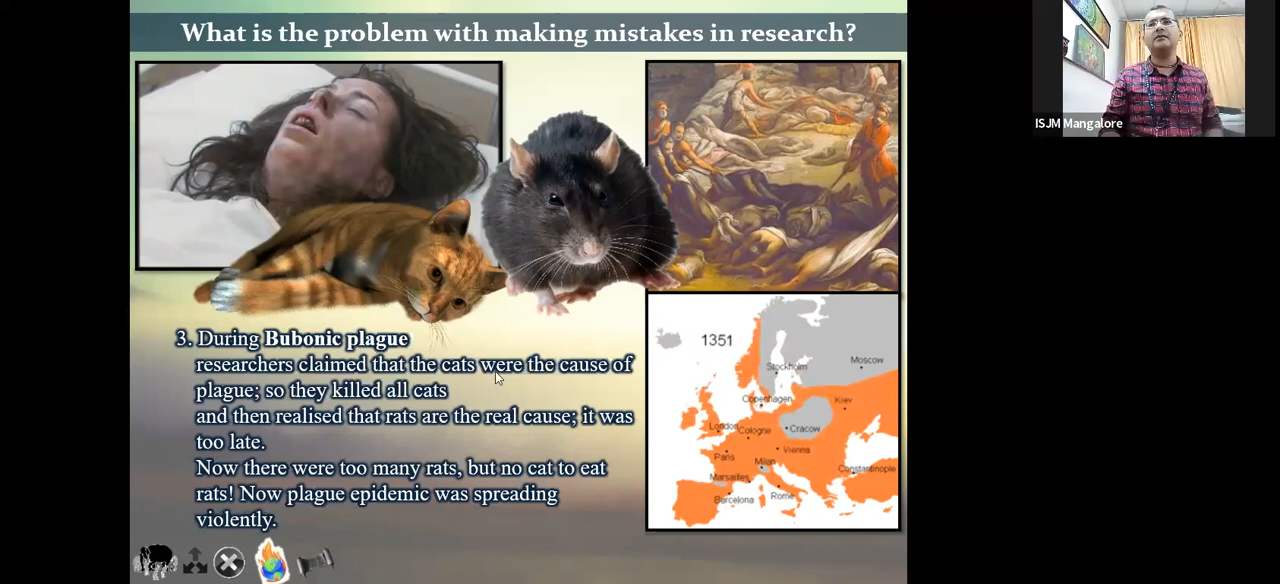 What is the problem with making mistakes in research?
ISJM Mangalore
3. During Bubonic plague
researchers claimed that the cats were the cause of
plague; so they killed all cats
and then realised that rats are the real cause; it was
too late.
Now there were too many rats, but no cat to eat
rats! Now plague epidemic was spreading
violently.
1351
Moscow
Stockholm
Copenhagen
Kiev
London
Cologne
Cracow
Paris
Vienna
Milan
Constantinople
Marsailles
Barcelona
Rome